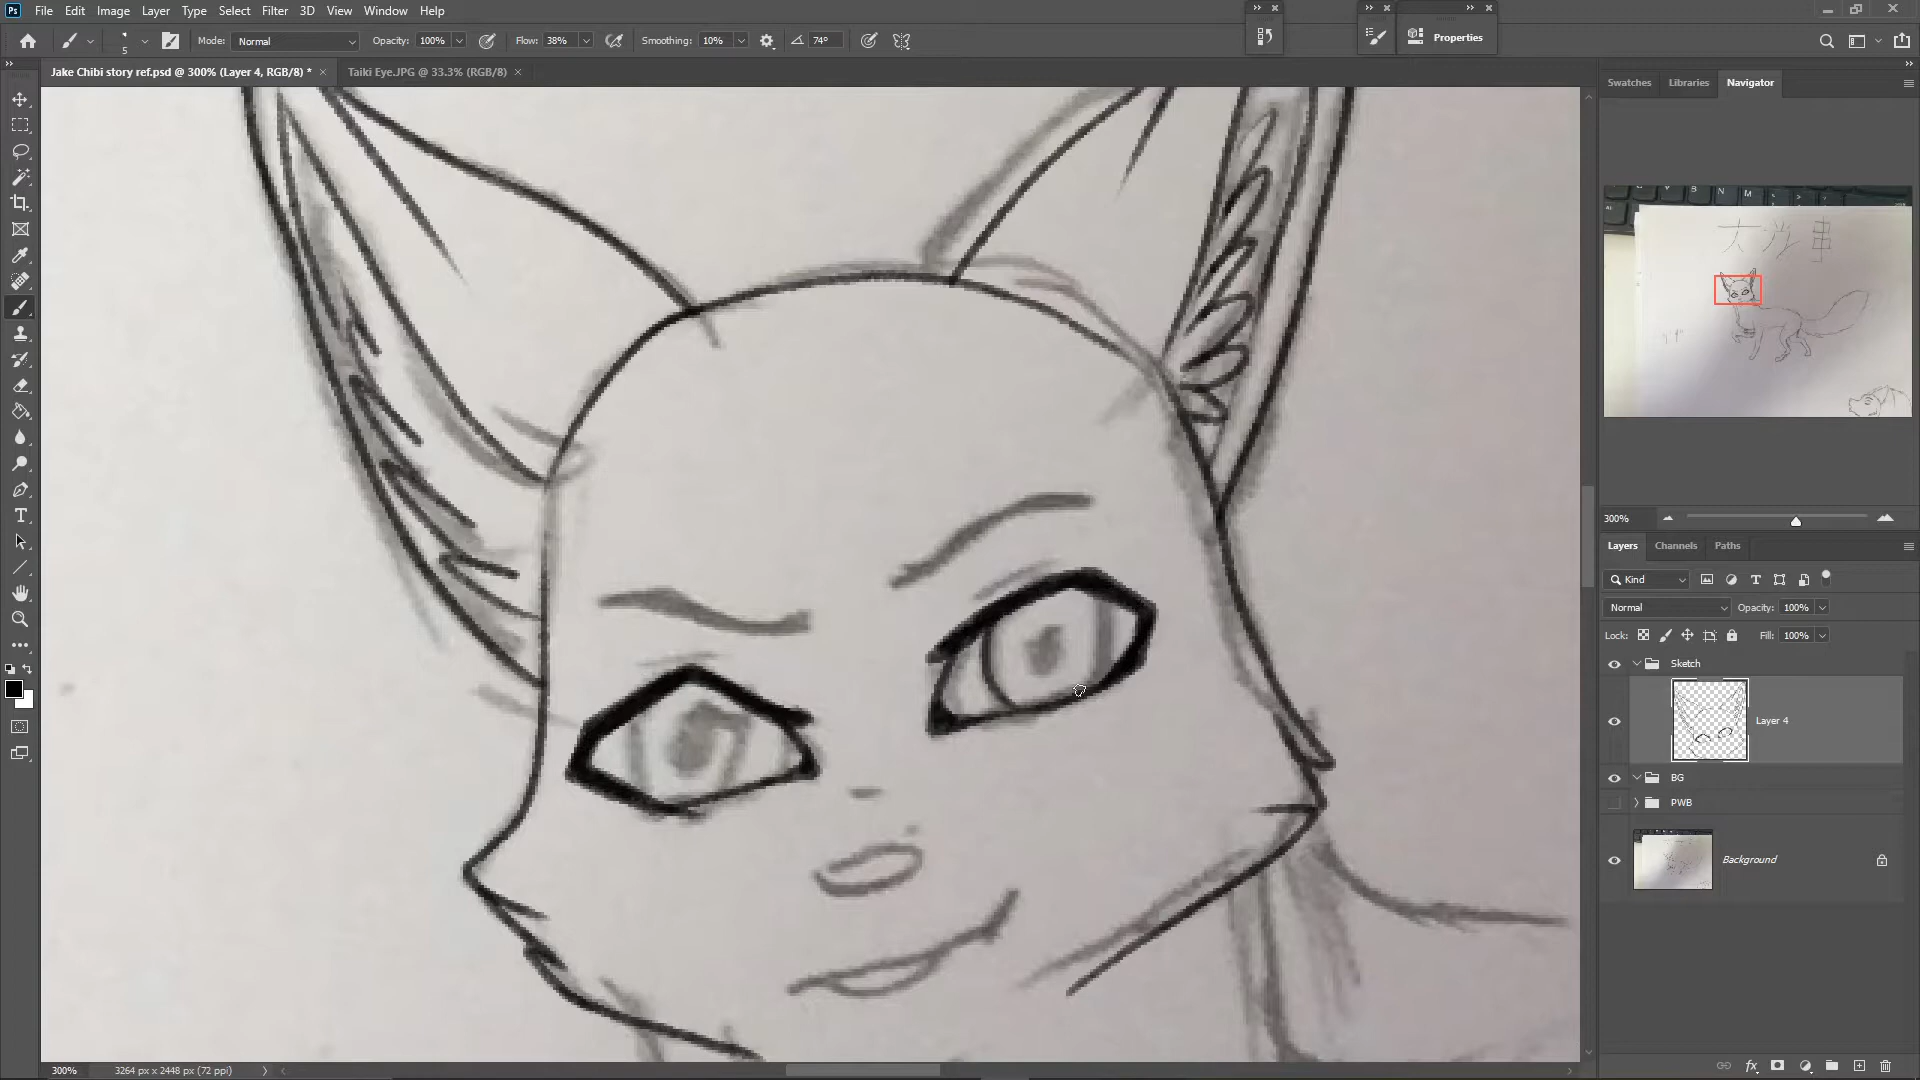 Ps File Edit Image Layer Type Select Filter 3D View Window Help
5 Mode: Normal Opacity: 100% Flow: 38% Smoothing: 10% 74° Properties
Jake Chibi story ref.psd @ 300% (Layer 4, RGB/8) * × Taiki Eye.JPG @ 33.3% (RGB/8) ×
Swatches Libraries Navigator
300%
Layers Channels Paths
Kind
Normal Opacity: 100%
Lock: Fill: 100%
Sketch
Layer 4
BG
PWB
Background
300% 3264 px x 2448 px (72 ppi)